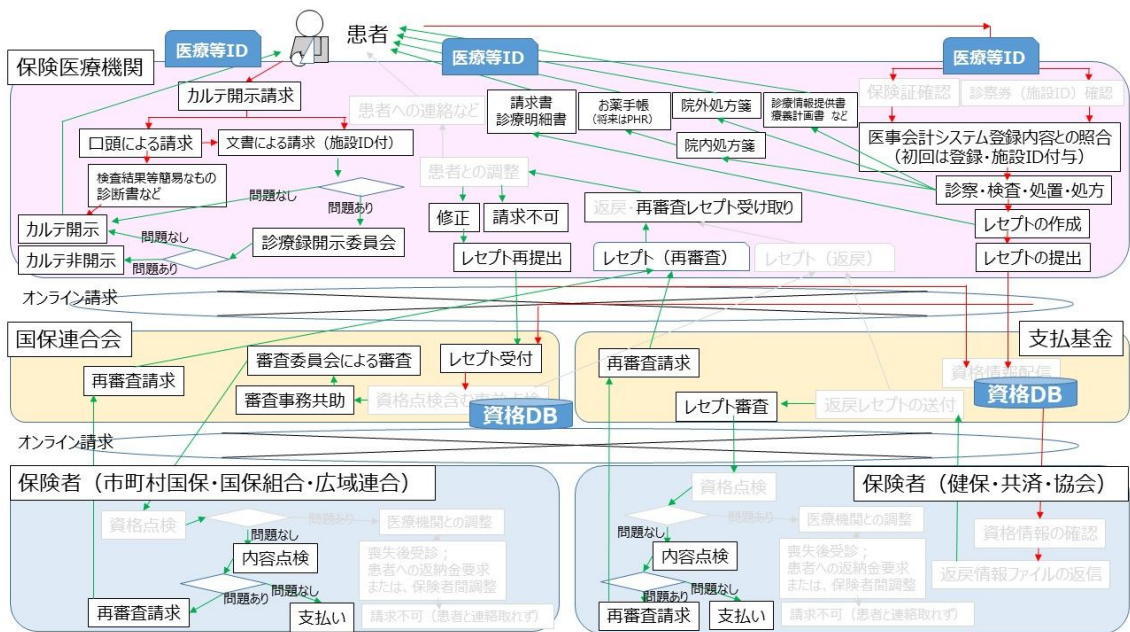 患者
医療等ID
医療等ID
医療等ID
保険医療機関
カルテ開示請求
口頭による請求
文書による請求（施設ID付）
検査結果等簡易なもの
診断書など
問題なし
問題あり
カルテ開示
問題なし
診療録開示委員会
カルテ非開示
問題あり
患者への連絡など
患者との調整
修正
請求不可
レセプト再提出
請求書
診療明細書
お薬手帳
（将来はPHR）
院外処方箋
院内処方箋
診療情報提供書
療養計画書 など
保険証確認
診察券（施設ID）確認
医事会計システム登録内容との照合
（初回は登録・施設ID付与）
診察・検査・処置・処方
返戻・再審査レセプト受け取り
レセプトの作成
レセプト（再審査）
レセプト（返戻）
レセプトの提出
オンライン請求
国保連合会
審査委員会による審査
レセプト受付
再審査請求
審査事務共助
資格DB
支払基金
再審査請求
資格情報配信
資格DB
レセプト審査
返戻レセプトの送付
オンライン請求
保険者（市町村国保・国保組合・広域連合）
資格点検
問題あり
医療機関との調整
問題なし
内容点検
喪失後受診；
患者への返納金要求
または、保険者間調整
問題なし
再審査請求
問題あり
支払い
請求不可（患者と連絡取れず）
保険者（健保・共済・協会）
資格点検
問題あり
医療機関との調整
資格情報の確認
問題なし
内容点検
喪失後受診；
患者への返納金要求
または、保険者間調整
返戻情報ファイルの返信
問題なし
再審査請求
問題あり
支払い
請求不可（患者と連絡取れず）